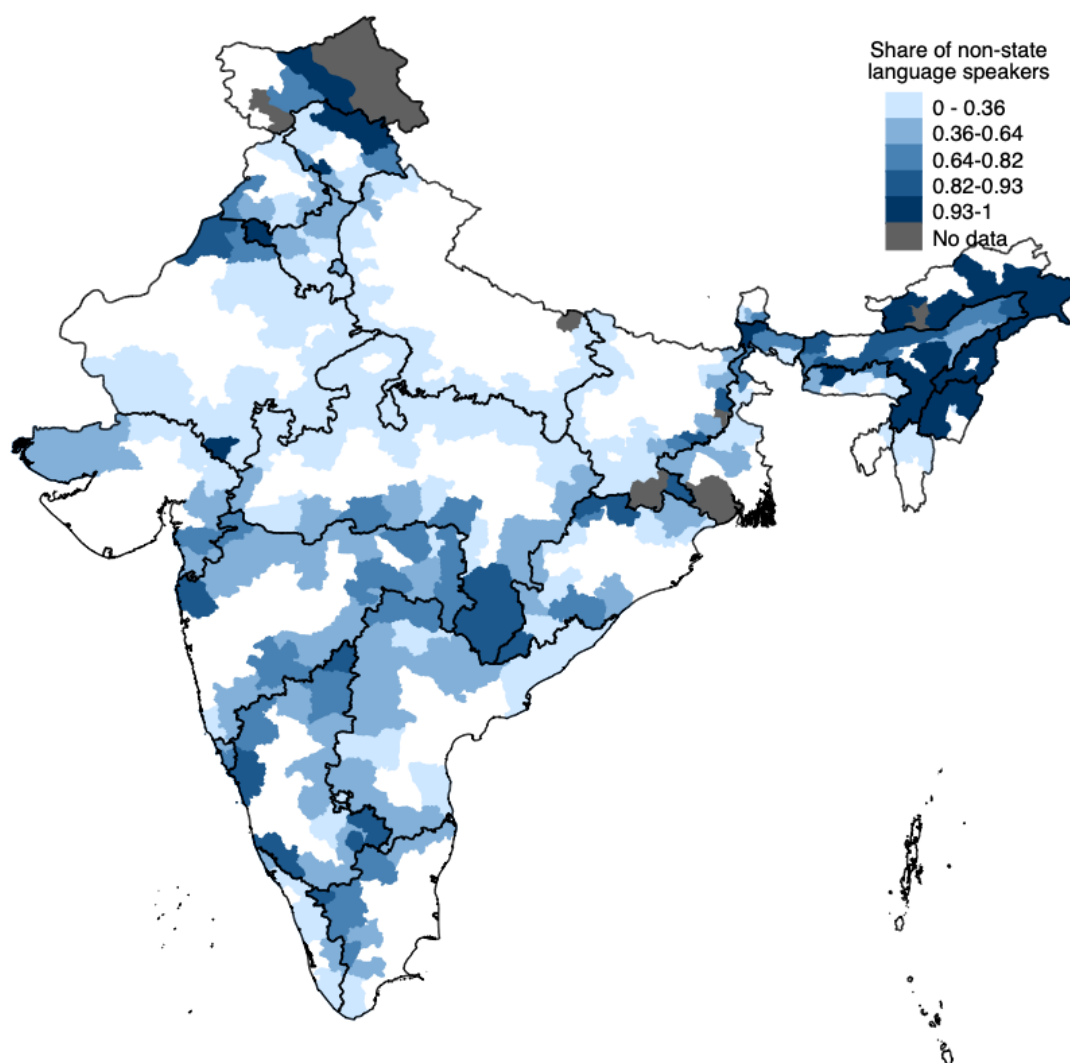 Share of non-state
language speakers
0 - 0.36
0.36-0.64
0.64-0.82
0.82-0.93
0.93-1
No data